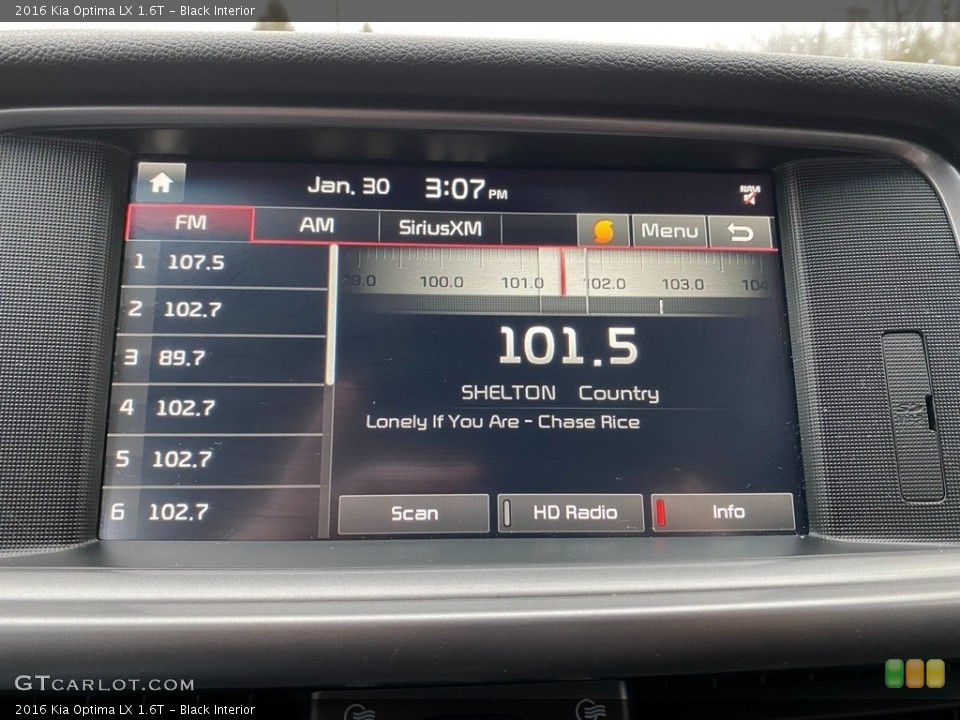 2016 Kia Optima LX 1.6T - Black Interior
Jan. 30 3:07 PM
NAVI
FM AM SiriusXM Menu
1 107.5
2 102.7
3 89.7
4 102.7
5 102.7
6 102.7
100.0 101.0 102.0 103.0 104
101.5
SHELTON Country
Lonely If You Are - Chase Rice
Scan HD Radio Info
SD
GTCARLOT.COM
2016 Kia Optima LX 1.6T - Black Interior